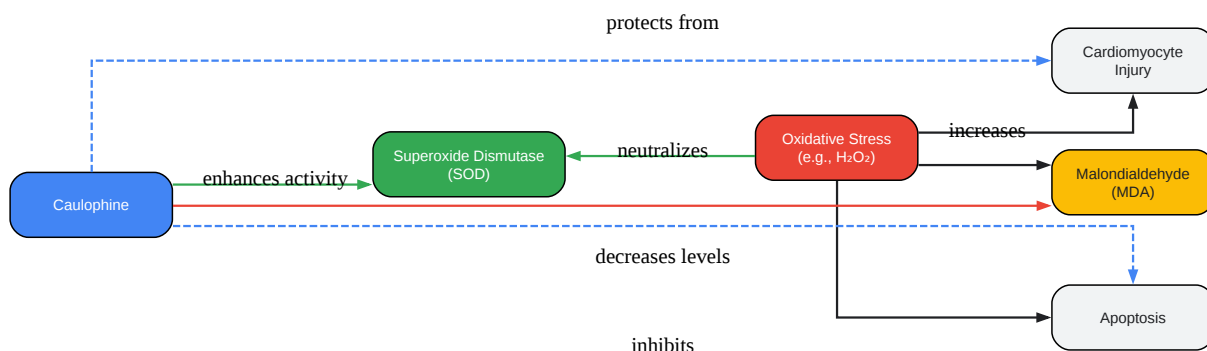 protects from
Cardiomyocyte
Injury
Oxidative Stress
(e.g., H₂O₂)
increases
Superoxide Dismutase
(SOD)
neutralizes
enhances activity
Malondialdehyde
(MDA)
Caulophine
decreases levels
Apoptosis
inhibits